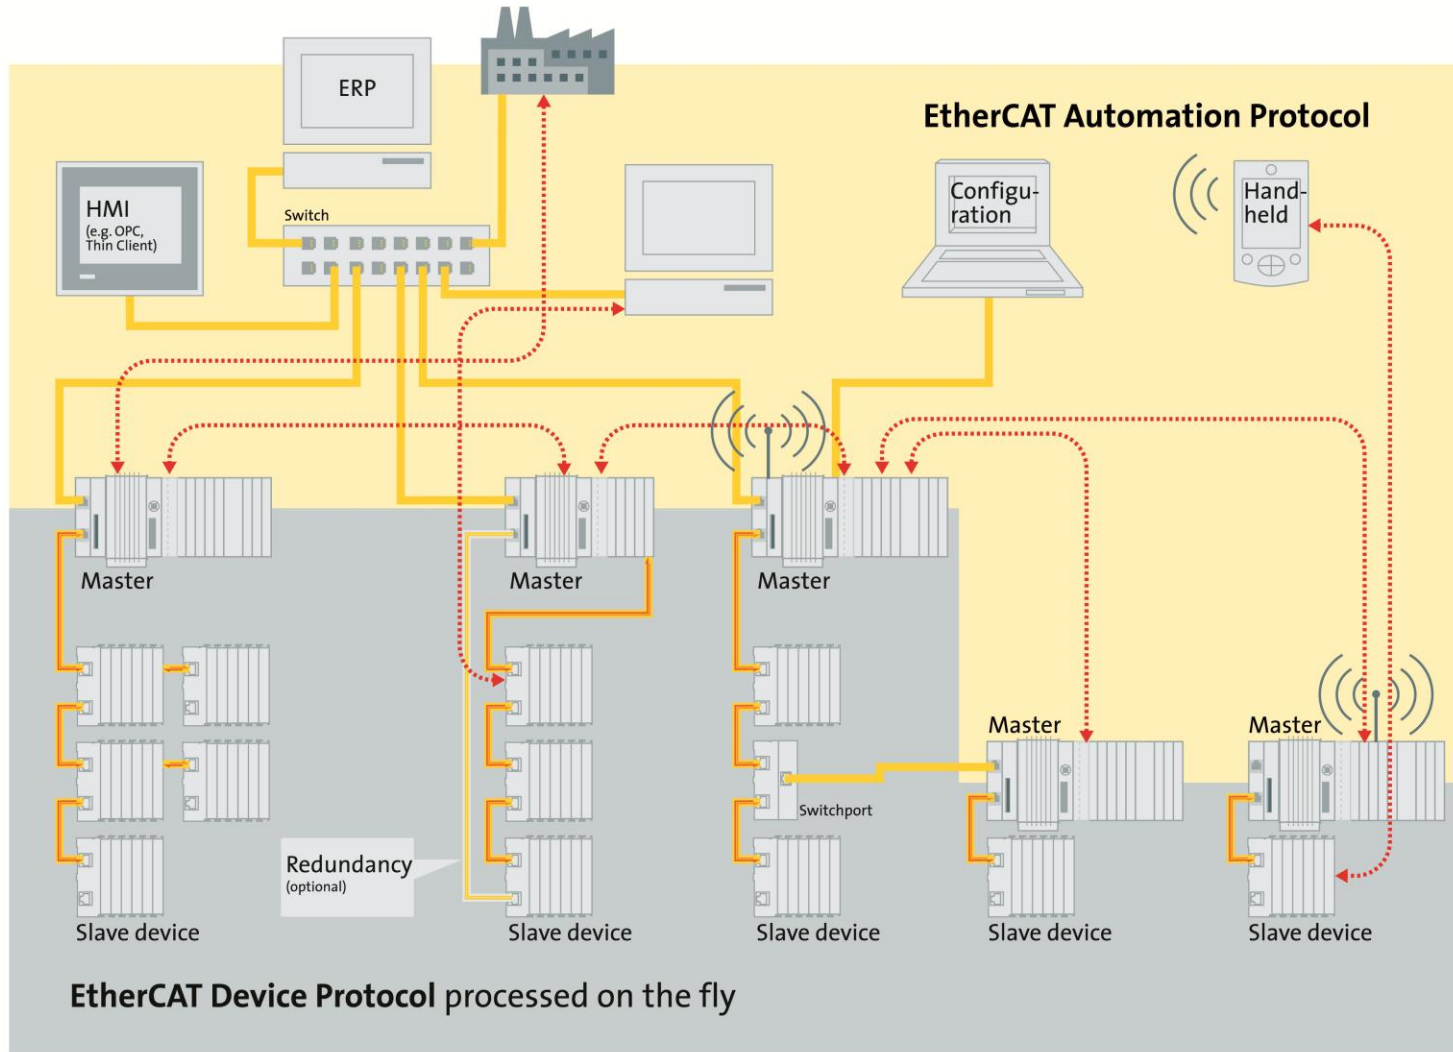 ERP
EtherCAT Automation Protocol
HMI
(e.g. OPC,
Thin Client)
Switch
Configu-
ration
Hand-
held
Master
Master
Master
Master
Master
Switchport
Redundancy
(optional)
Slave device
Slave device
Slave device
Slave device
Slave device
EtherCAT Device Protocol processed on the fly